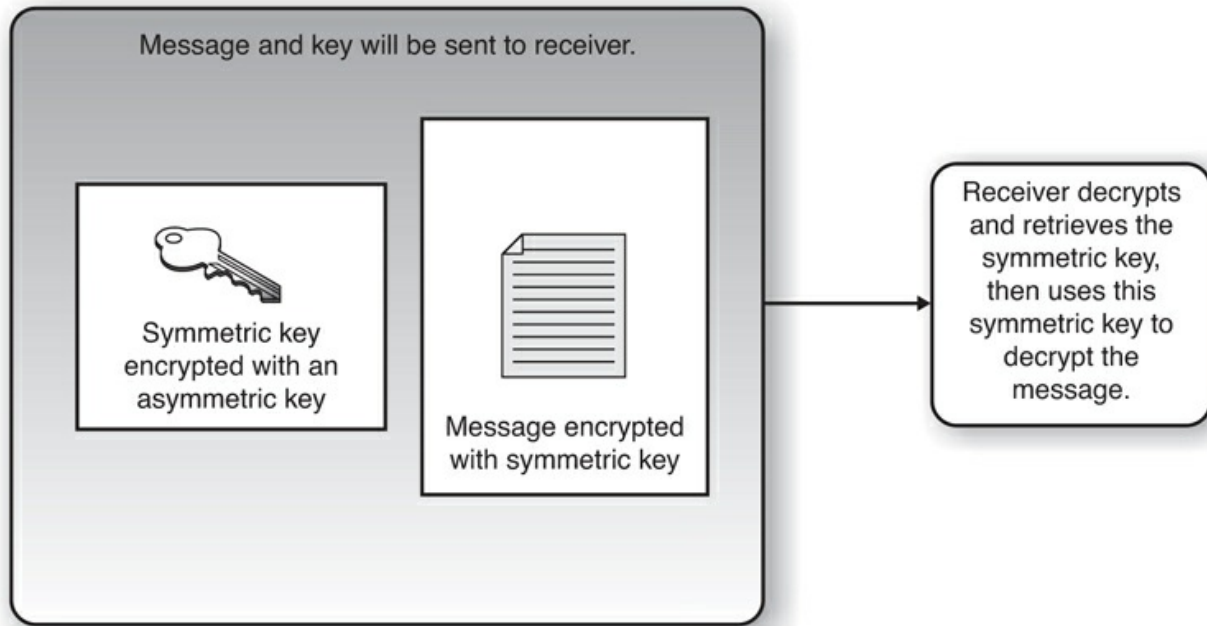 Message and key will be sent to receiver.
Symmetric key
encrypted with an
asymmetric key
Message encrypted
with symmetric key
Receiver decrypts
and retrieves the
symmetric key,
then uses this
symmetric key to
decrypt the
message.